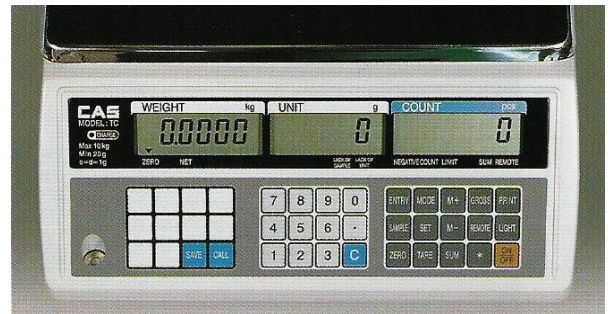 CAS
MODEL: TC
CHARGE
Max 10kg
Min 20g
e=d=1g
WEIGHT kg
0.0000
ZERO NET
UNIT g
0
LACK OF SAMPLE LACK OF UNIT
COUNT pcs
0
NEGATIVE COUNT LIMIT SUM REMOTE
SAVE CALL
7 8 9 0
4 5 6 .
1 2 3 C
ENTRY MODE M+ GROSS PRINT
SAMPLE SET M- REMOTE LIGHT
ZERO TARE SUM * ON OFF